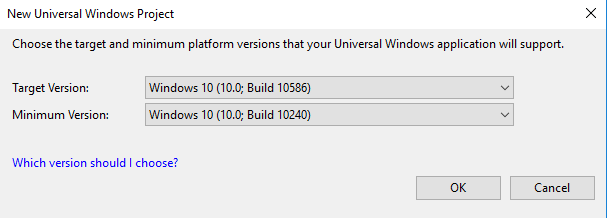 New Universal Windows Project
Choose the target and minimum platform versions that your Universal Windows application will support.
Target Version: Windows 10 (10.0; Build 10586)
Minimum Version: Windows 10 (10.0; Build 10240)
Which version should I choose?
OK Cancel